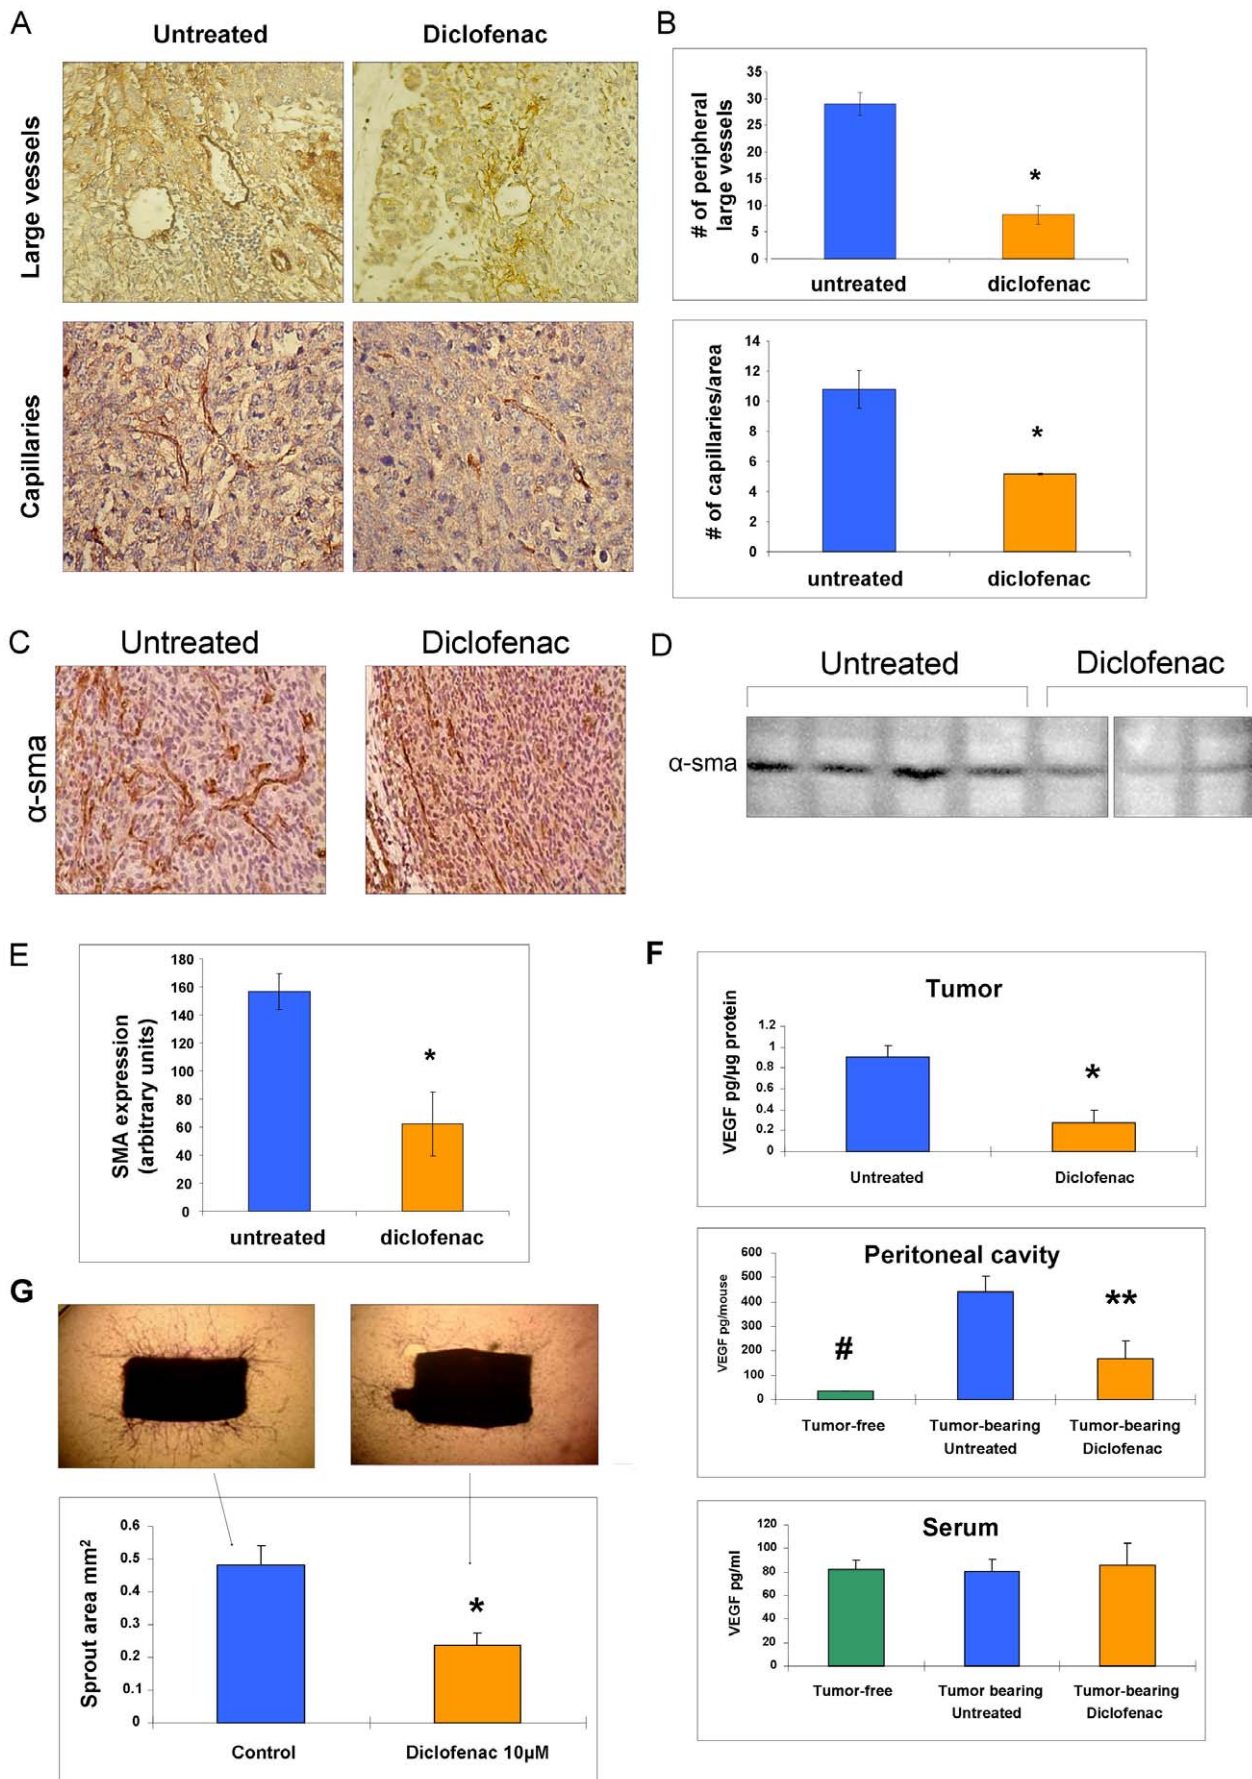 A
Untreated
Diclofenac
Large vessels
Capillaries
B
# of peripheral
large vessels
35
30
25
20
15
10
5
0
*
untreated
diclofenac
# of capillaries/area
14
12
10
8
6
4
2
0
*
untreated
diclofenac
C
Untreated
Diclofenac
α-sma
D
Untreated
Diclofenac
α-sma
E
SMA expression
(arbitrary units)
180
160
140
120
100
80
60
40
20
0
*
untreated
diclofenac
F
Tumor
VEGF pg/µg protein
1.2
1
0.8
0.6
0.4
0.2
0
*
Untreated
Diclofenac
Peritoneal cavity
VEGF pg/mouse
600
500
400
300
200
100
0
#
**
Tumor-free
Tumor-bearing
Untreated
Tumor-bearing
Diclofenac
Serum
VEGF pg/ml
120
100
80
60
40
20
0
Tumor-free
Tumor bearing
Untreated
Tumor-bearing
Diclofenac
G
Sprout area mm²
0.6
0.5
0.4
0.3
0.2
0.1
0
*
Control
Diclofenac 10µM